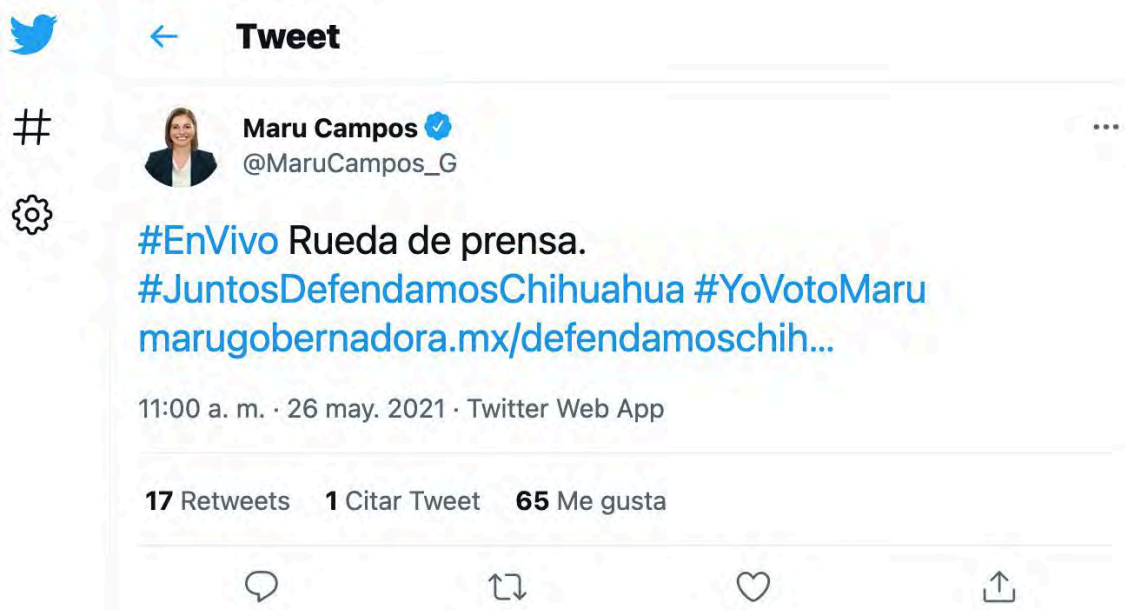 Tweet
Maru Campos
@MaruCampos_G
#EnVivo Rueda de prensa.
#JuntosDefendamosChihuahua #YoVotoMaru
marugobernadora.mx/defendamoschih...
11:00 a. m. · 26 may. 2021 · Twitter Web App
17 Retweets 1 Citar Tweet 65 Me gusta